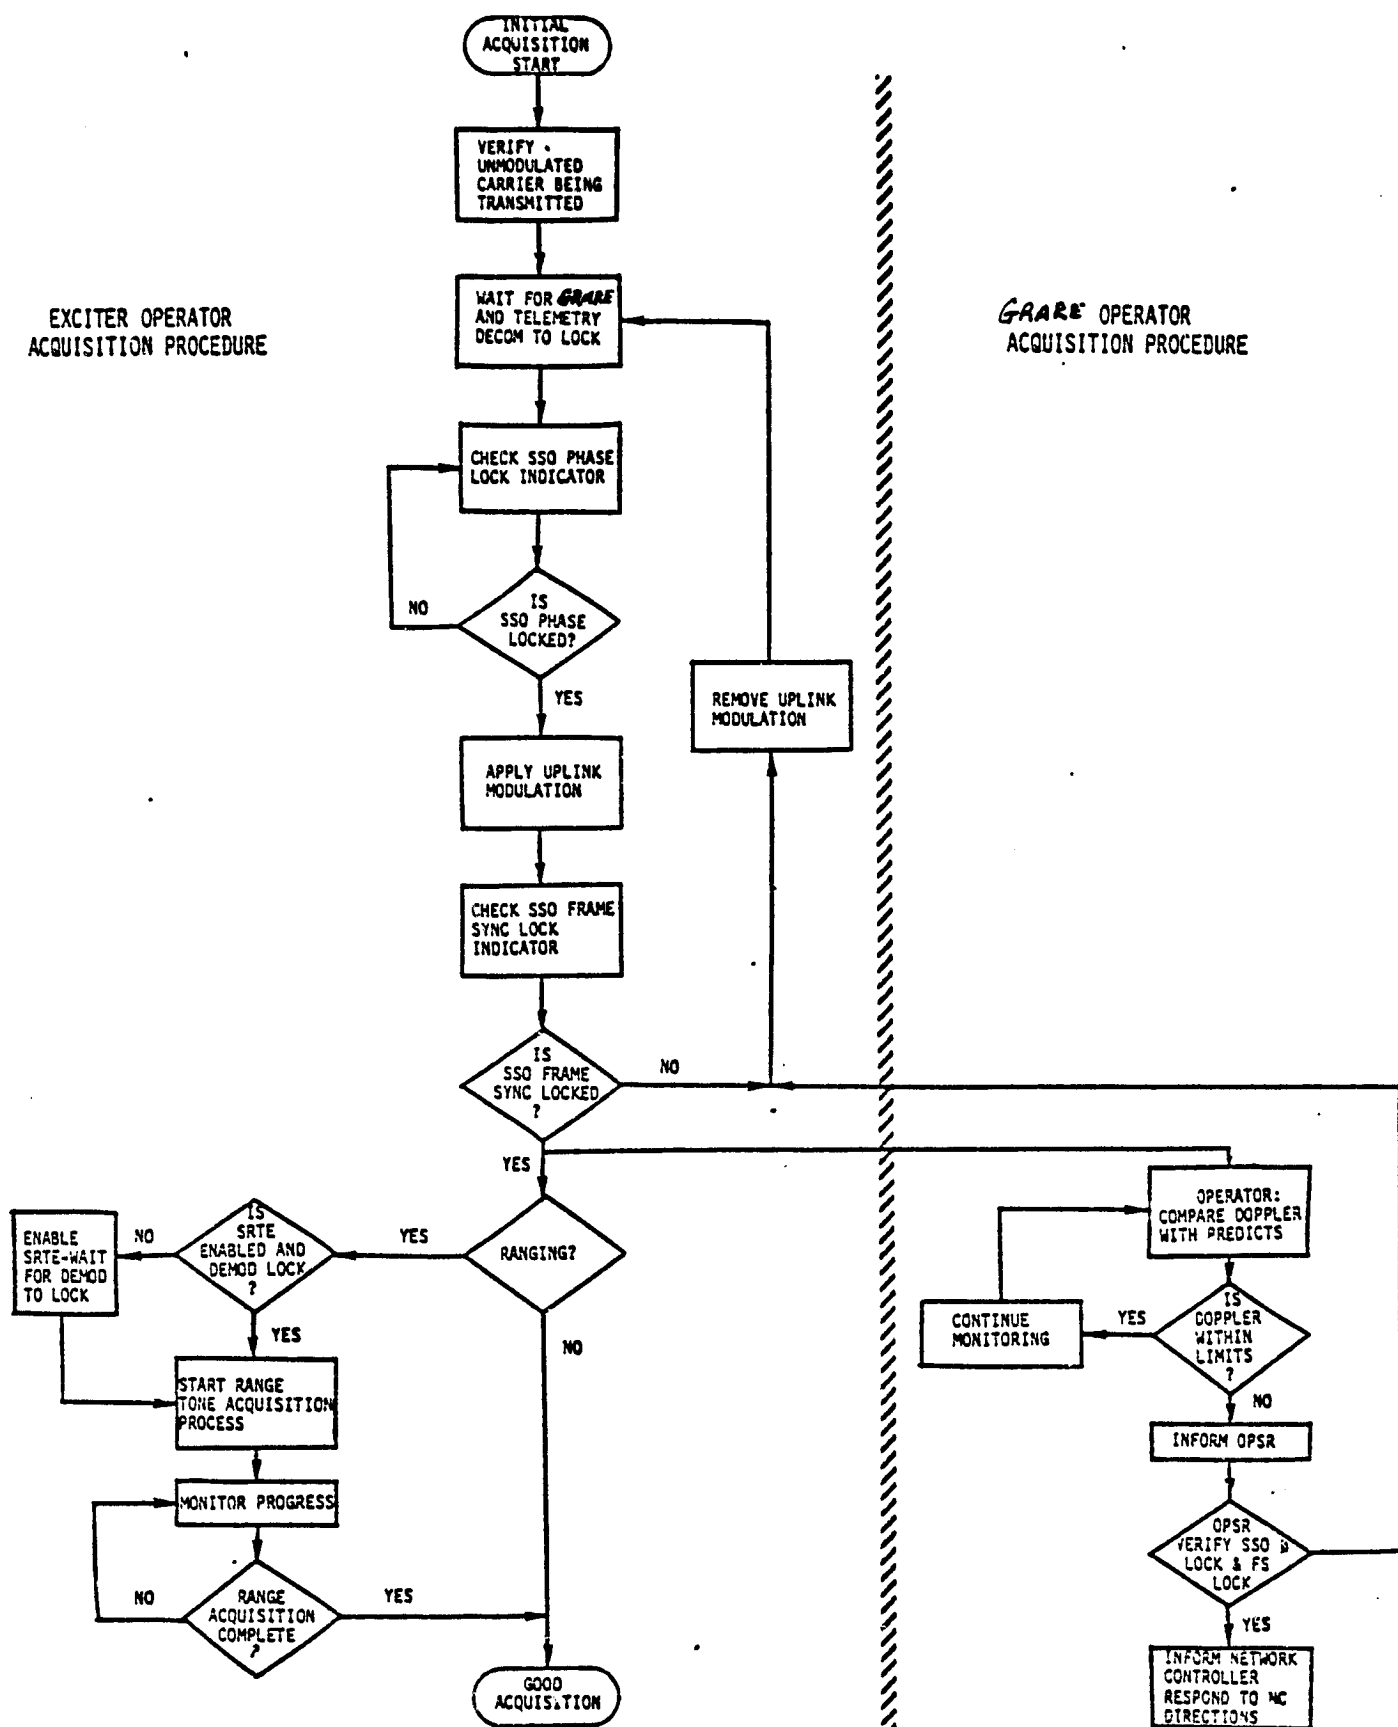 INITIAL
ACQUISITION
START
VERIFY
UNMODULATED
CARRIER BEING
TRANSMITTED
WAIT FOR GRARE
AND TELEMETRY
DECOM TO LOCK
EXCITER OPERATOR
ACQUISITION PROCEDURE
GRARE OPERATOR
ACQUISITION PROCEDURE
CHECK SSO PHASE
LOCK INDICATOR
IS
SSO PHASE
LOCKED?
NO
YES
REMOVE UPLINK
MODULATION
APPLY UPLINK
MODULATION
CHECK SSO FRAME
SYNC LOCK
INDICATOR
IS
SSO FRAME
SYNC LOCKED
?
NO
YES
RANGING?
YES
NO
IS
SRTE
ENABLED AND
DEMOD LOCK
?
NO
ENABLE
SRTE-WAIT
FOR DEMOD
TO LOCK
YES
START RANGE
TONE ACQUISITION
PROCESS
MONITOR PROGRESS
RANGE
ACQUISITION
COMPLETE
?
NO
YES
GOOD
ACQUISITION
OPERATOR:
COMPARE DOPPLER
WITH PREDICTS
IS
DOPPLER
WITHIN
LIMITS
?
YES
CONTINUE
MONITORING
NO
INFORM OPSR
OPSR
VERIFY SSO
LOCK & FS
LOCK
YES
INFORM NETWORK
CONTROLLER
RESPOND TO NC
DIRECTIONS